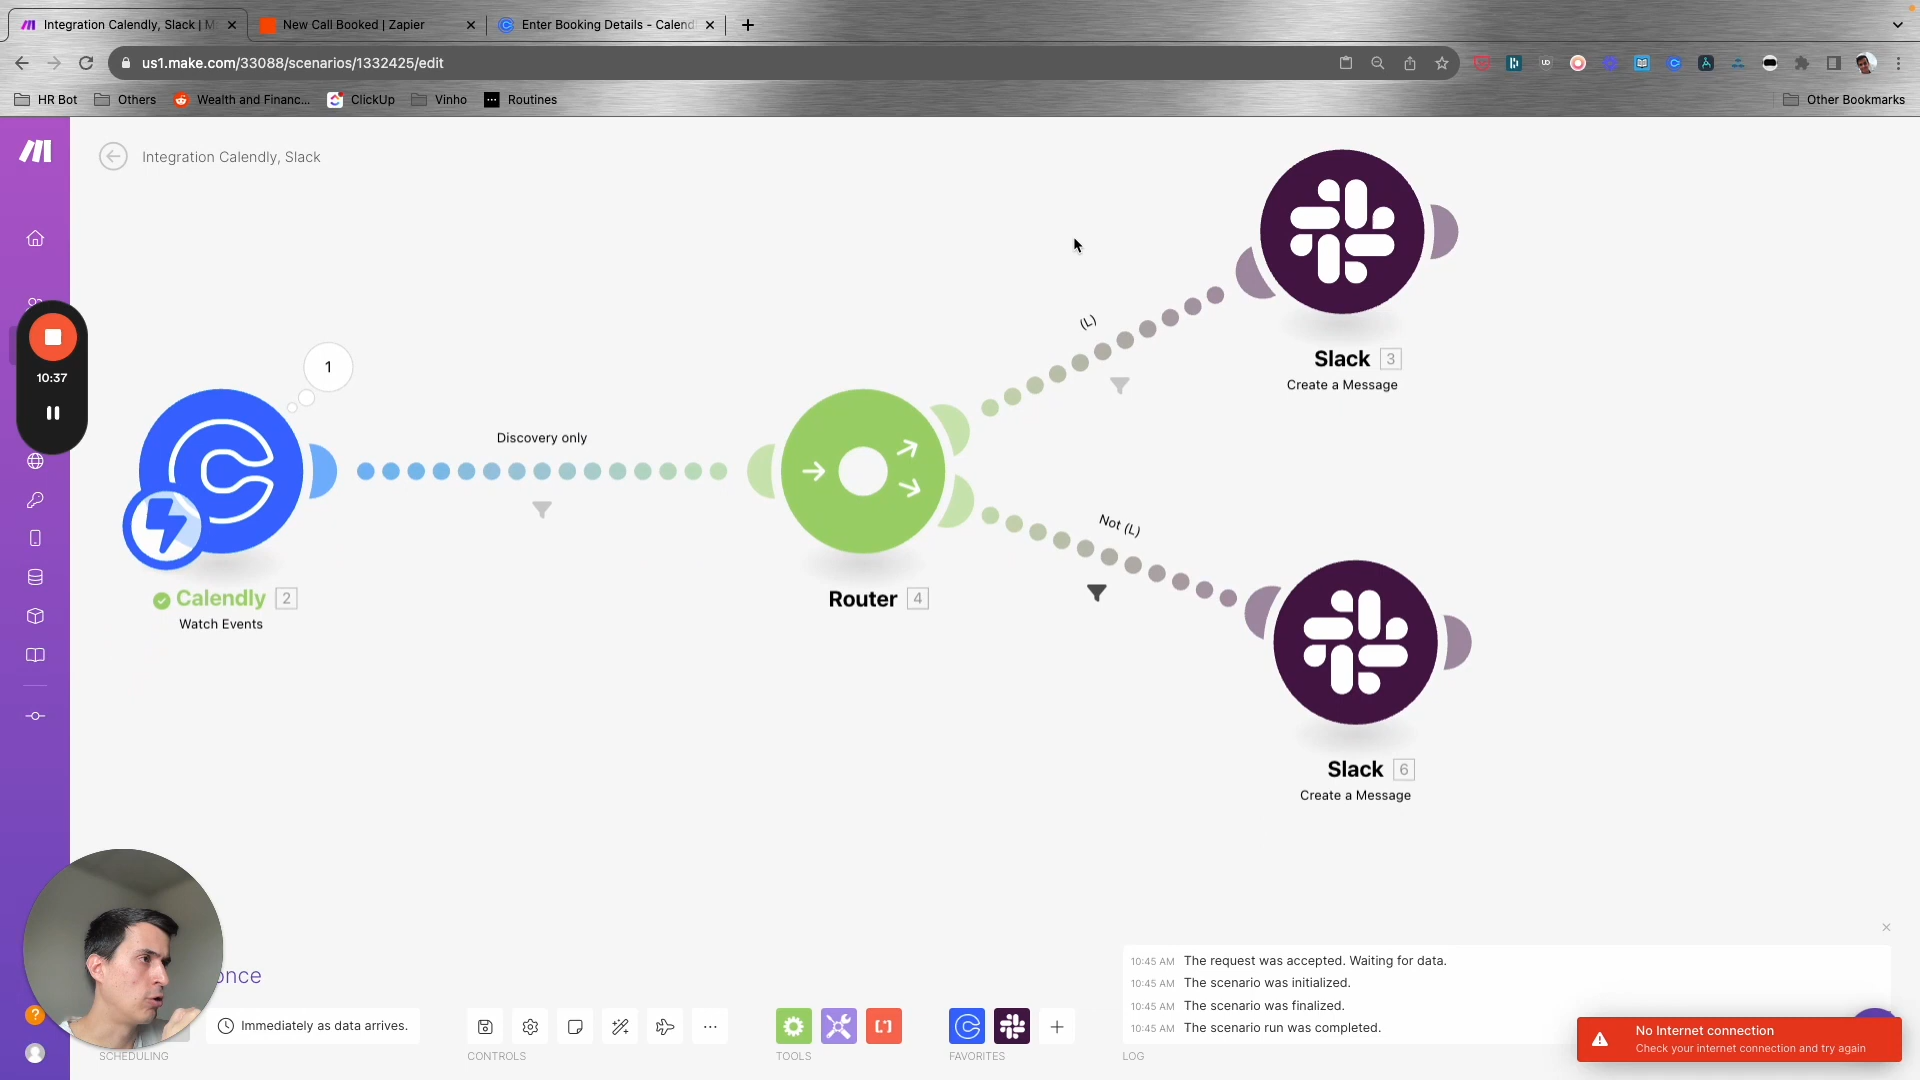 Integration Calendly, Slack | M
New Call Booked | Zapier
Enter Booking Details - Calend
us1.make.com/33088/scenarios/1332425/edit
HR Bot
Others
Wealth and Financ...
ClickUp
Vinho
Routines
Other Bookmarks
Integration Calendly, Slack
10:37
1
Discovery only
(L)
Not (L)
Calendly 2
Watch Events
Router 4
Slack 3
Create a Message
Slack 6
Create a Message
once
Immediately as data arrives.
SCHEDULING
CONTROLS
TOOLS
FAVORITES
10:45 AM The request was accepted. Waiting for data.
10:45 AM The scenario was initialized.
10:45 AM The scenario was finalized.
10:45 AM The scenario run was completed.
LOG
No Internet connection
Check your internet connection and try again